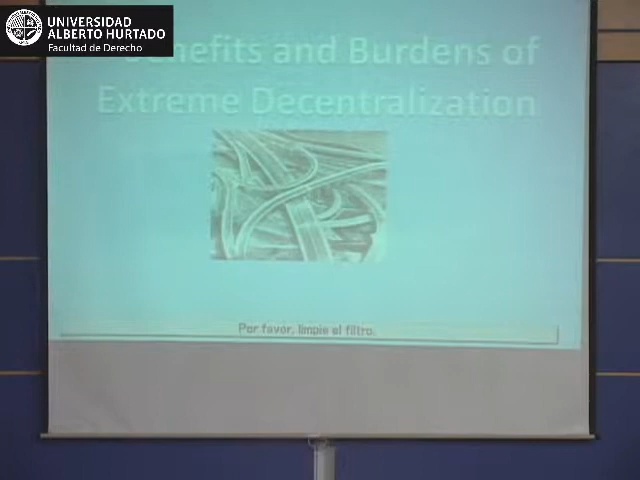 UNIVERSIDAD
ALBERTO HURTADO
Facultad de Derecho
and Burdens of
Extreme Decentralization
Por favor, limpie el filtro.